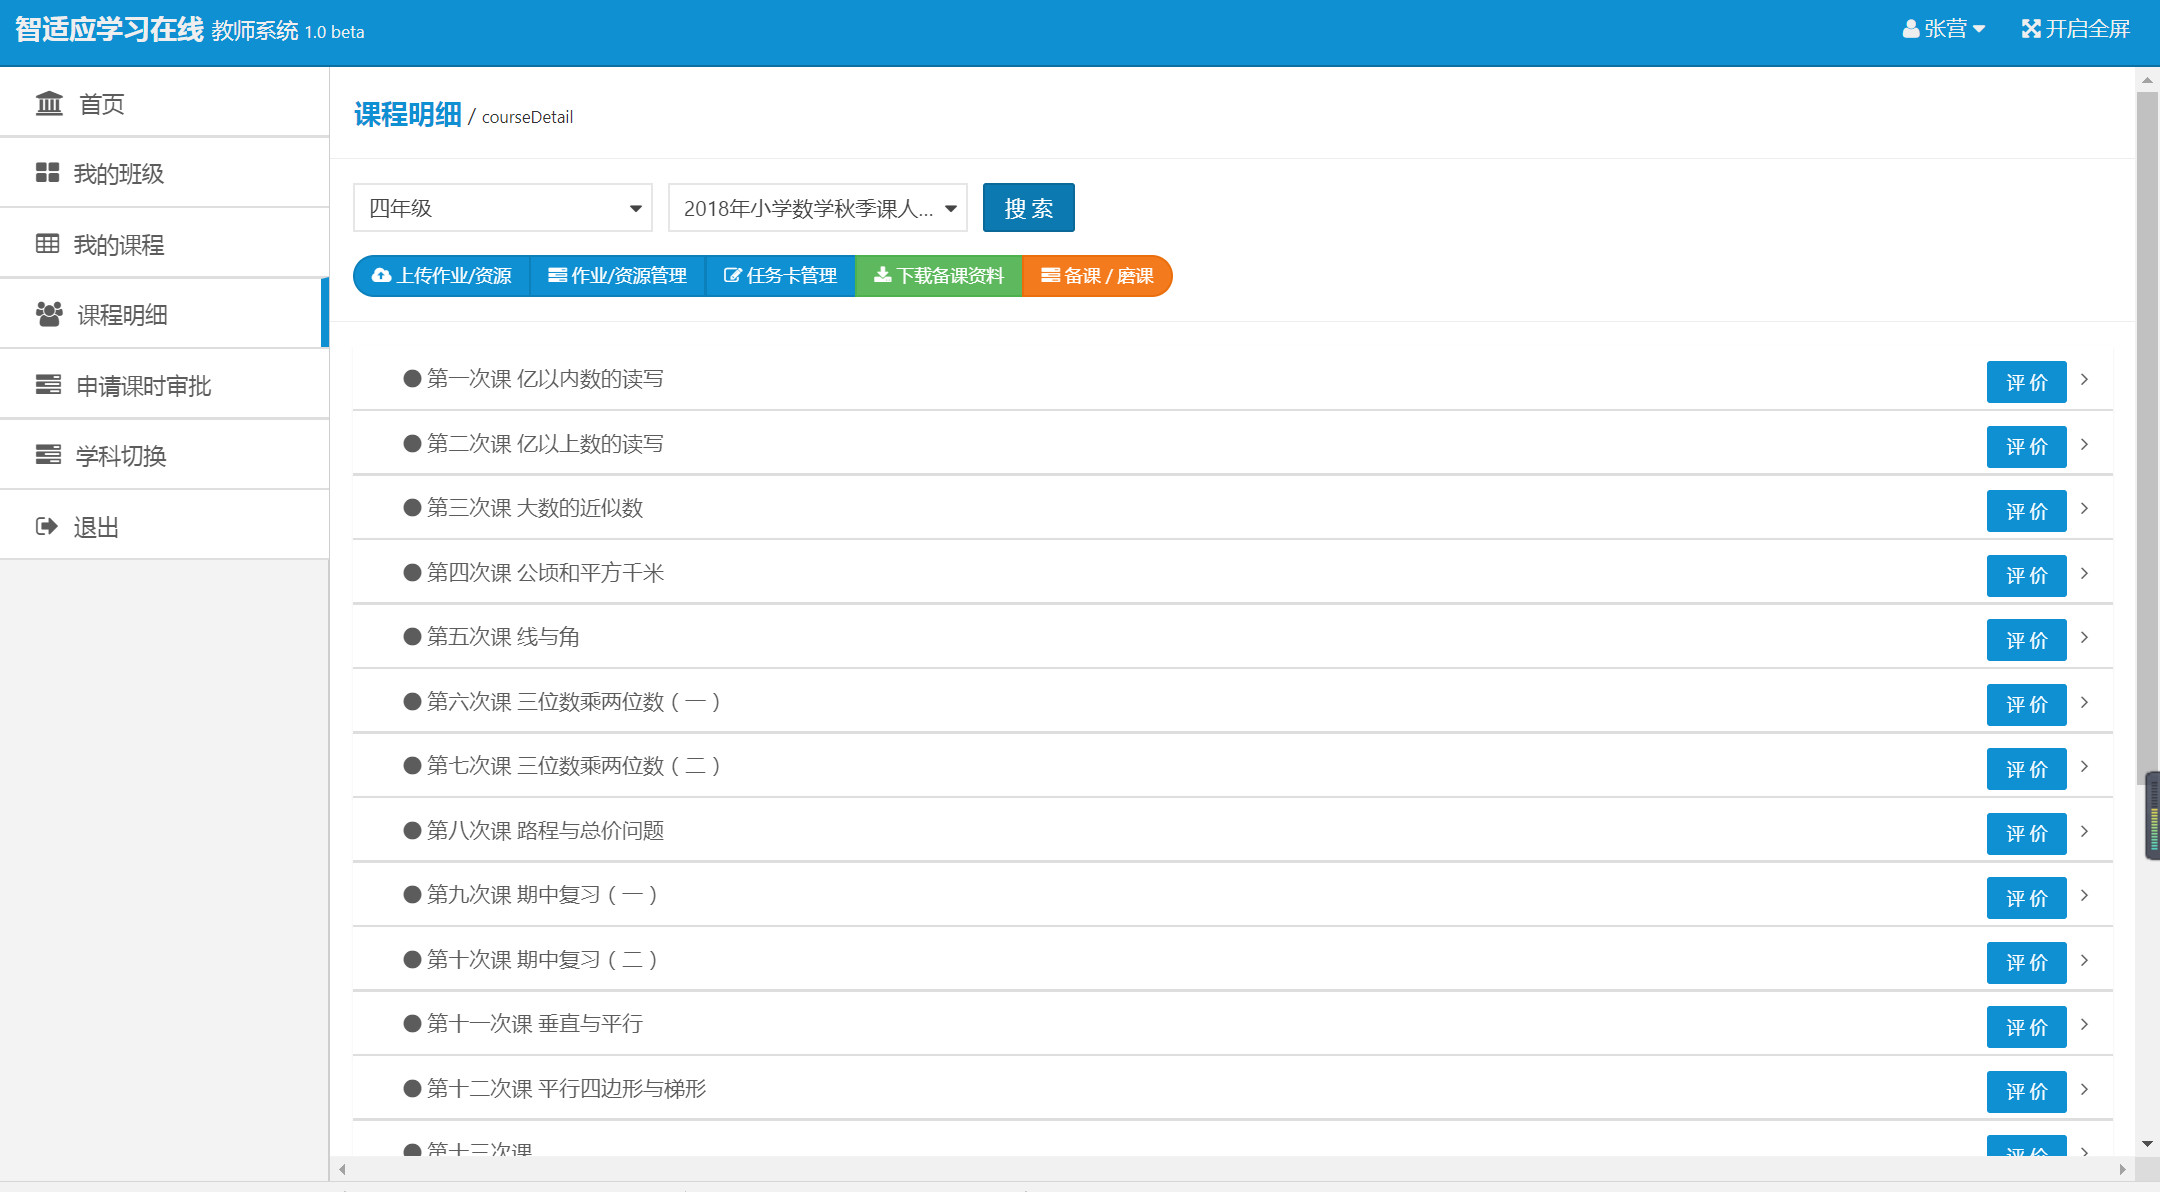 智适应学习在线 教师系统 1.0 beta
张营
开启全屏
首页
我的班级
我的课程
课程明细
申请课时审批
学科切换
退出
课程明细 / courseDetail
四年级
2018年小学数学秋季课人...
搜 索
上传作业/资源
作业/资源管理
任务卡管理
下载备课资料
备课 / 磨课
第一次课 亿以内数的读写
评 价
第二次课 亿以上数的读写
评 价
第三次课 大数的近似数
评 价
第四次课 公顷和平方千米
评 价
第五次课 线与角
评 价
第六次课 三位数乘两位数（一）
评 价
第七次课 三位数乘两位数（二）
评 价
第八次课 路程与总价问题
评 价
第九次课 期中复习（一）
评 价
第十次课 期中复习（二）
评 价
第十一次课 垂直与平行
评 价
第十二次课 平行四边形与梯形
评 价
第十三次课
评 价